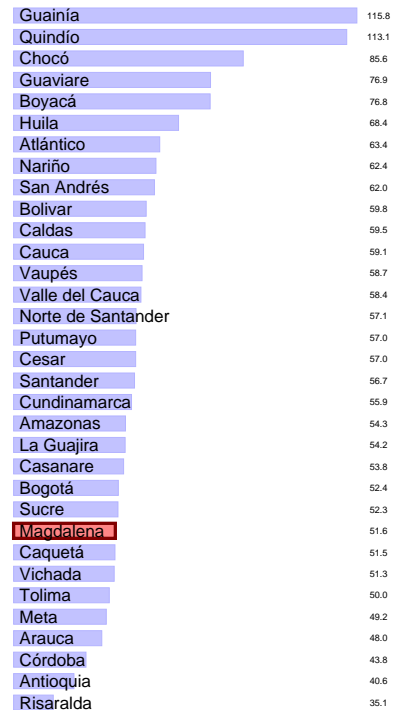 Guainía 115.8
Quindío 113.1
Chocó 85.6
Guaviare 76.9
Boyacá 76.8
Huila 68.4
Atlántico 63.4
Nariño 62.4
San Andrés 62.0
Bolivar 59.8
Caldas 59.5
Cauca 59.1
Vaupés 58.7
Valle del Cauca 58.4
Norte de Santander 57.1
Putumayo 57.0
Cesar 57.0
Santander 56.7
Cundinamarca 55.9
Amazonas 54.3
La Guajira 54.2
Casanare 53.8
Bogotá 52.4
Sucre 52.3
Magdalena 51.6
Caquetá 51.5
Vichada 51.3
Tolima 50.0
Meta 49.2
Arauca 48.0
Córdoba 43.8
Antioquia 40.6
Risaralda 35.1